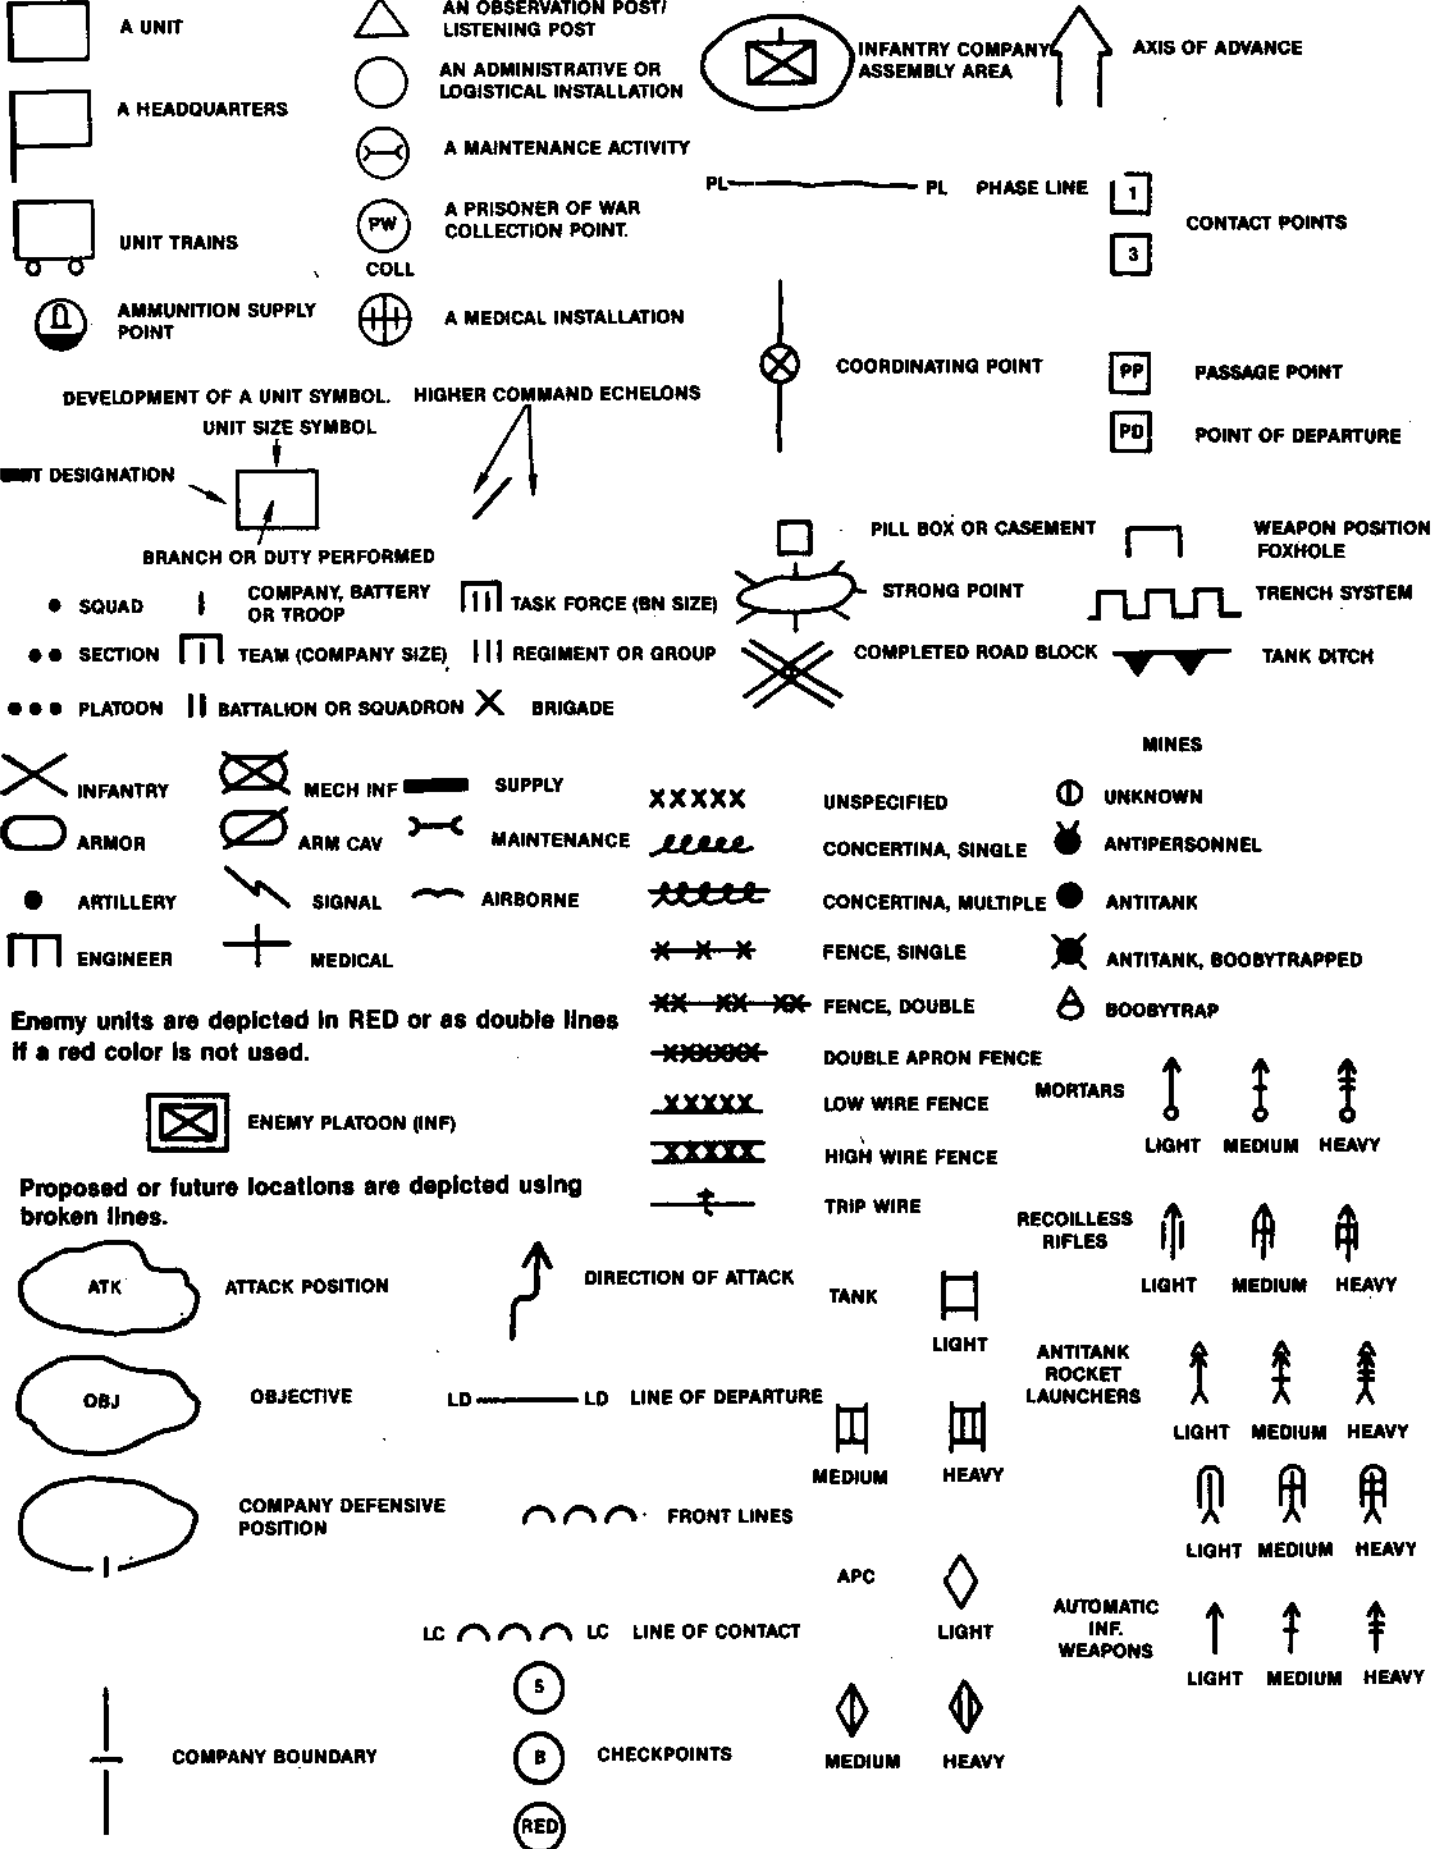 A UNIT
A HEADQUARTERS
UNIT TRAINS
AMMUNITION SUPPLY
POINT
AN OBSERVATION POST/
LISTENING POST
AN ADMINISTRATIVE OR
LOGISTICAL INSTALLATION
A MAINTENANCE ACTIVITY
PW
COLL
A PRISONER OF WAR
COLLECTION POINT.
A MEDICAL INSTALLATION
INFANTRY COMPANY
ASSEMBLY AREA
AXIS OF ADVANCE
PL PL PHASE LINE
1
3
CONTACT POINTS
COORDINATING POINT
PP PASSAGE POINT
PD POINT OF DEPARTURE
DEVELOPMENT OF A UNIT SYMBOL. HIGHER COMMAND ECHELONS
UNIT SIZE SYMBOL
DESIGNATION
BRANCH OR DUTY PERFORMED
SQUAD
COMPANY, BATTERY
OR TROOP
TASK FORCE (BN SIZE)
SECTION
TEAM (COMPANY SIZE)
REGIMENT OR GROUP
PLATOON
BATTALION OR SQUADRON
BRIGADE
PILL BOX OR CASEMENT
WEAPON POSITION
FOXHOLE
STRONG POINT
TRENCH SYSTEM
COMPLETED ROAD BLOCK
TANK DITCH
INFANTRY
MECH INF
SUPPLY
ARMOR
ARM CAV
MAINTENANCE
ARTILLERY
SIGNAL
AIRBORNE
ENGINEER
MEDICAL
UNSPECIFIED
CONCERTINA, SINGLE
CONCERTINA, MULTIPLE
FENCE, SINGLE
FENCE, DOUBLE
DOUBLE APRON FENCE
LOW WIRE FENCE
HIGH WIRE FENCE
TRIP WIRE
MINES
UNKNOWN
ANTIPERSONNEL
ANTITANK
ANTITANK, BOOBYTRAPPED
BOOBYTRAP
Enemy units are depicted in RED or as double lines
if a red color is not used.
ENEMY PLATOON (INF)
Proposed or future locations are depicted using
broken lines.
MORTARS
LIGHT MEDIUM HEAVY
RECOILLESS
RIFLES
LIGHT MEDIUM HEAVY
ATK ATTACK POSITION
DIRECTION OF ATTACK
OBJ OBJECTIVE
LD LD LINE OF DEPARTURE
COMPANY DEFENSIVE
POSITION
FRONT LINES
LC LC LINE OF CONTACT
COMPANY BOUNDARY
S
B
RED
CHECKPOINTS
TANK
LIGHT
MEDIUM HEAVY
APC
LIGHT
MEDIUM HEAVY
ANTITANK
ROCKET
LAUNCHERS
LIGHT MEDIUM HEAVY
LIGHT MEDIUM HEAVY
AUTOMATIC
INF.
WEAPONS
LIGHT MEDIUM HEAVY